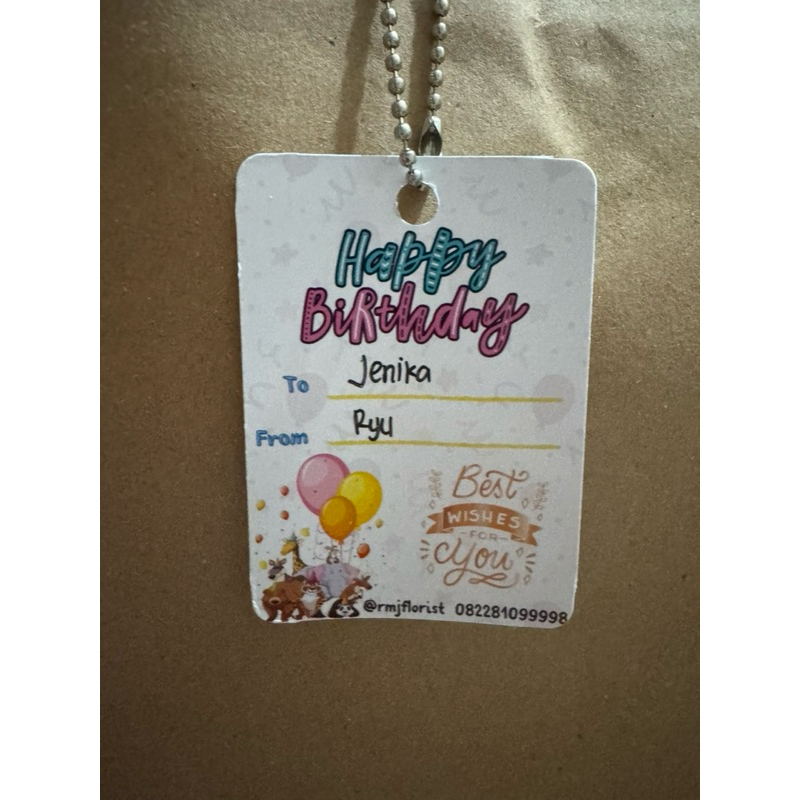 Happy
BiRthday
To Jenika
From Ryu
Best
WISHES
-FOR-
you
@rmjflorist 082281099998